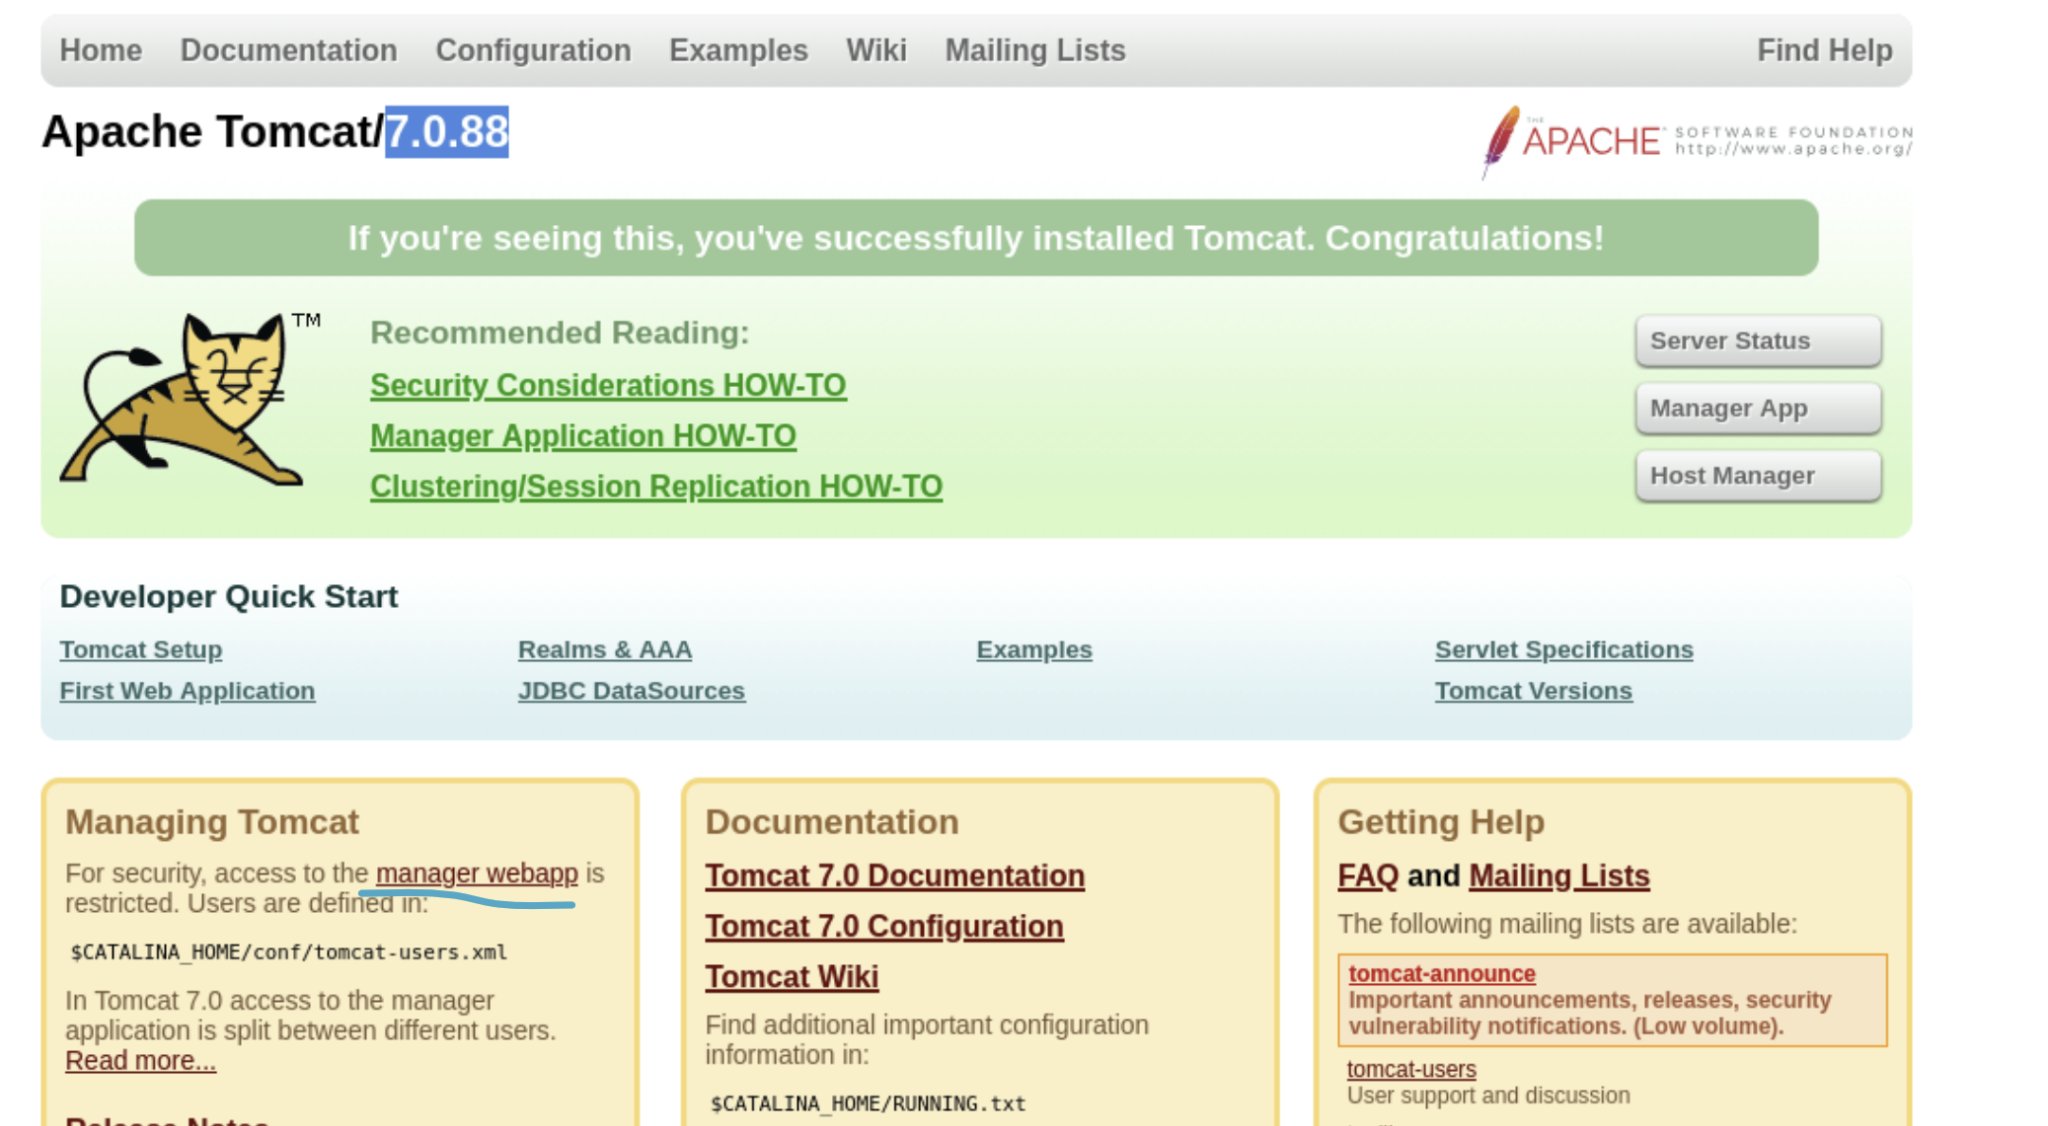 Home Documentation Configuration Examples Wiki Mailing Lists Find Help
Apache Tomcat/7.0.88
THE
APACHE SOFTWARE FOUNDATION
http://www.apache.org/
If you're seeing this, you've successfully installed Tomcat. Congratulations!
TM
Recommended Reading:
Security Considerations HOW-TO
Manager Application HOW-TO
Clustering/Session Replication HOW-TO
Server Status
Manager App
Host Manager
Developer Quick Start
Tomcat Setup
First Web Application
Realms & AAA
JDBC DataSources
Examples
Servlet Specifications
Tomcat Versions
Managing Tomcat
For security, access to the manager webapp is
restricted. Users are defined in:
$CATALINA_HOME/conf/tomcat-users.xml
In Tomcat 7.0 access to the manager
application is split between different users.
Read more...
Release Notes
Documentation
Tomcat 7.0 Documentation
Tomcat 7.0 Configuration
Tomcat Wiki
Find additional important configuration
information in:
$CATALINA_HOME/RUNNING.txt
Getting Help
FAQ and Mailing Lists
The following mailing lists are available:
tomcat-announce
Important announcements, releases, security
vulnerability notifications. (Low volume).
tomcat-users
User support and discussion